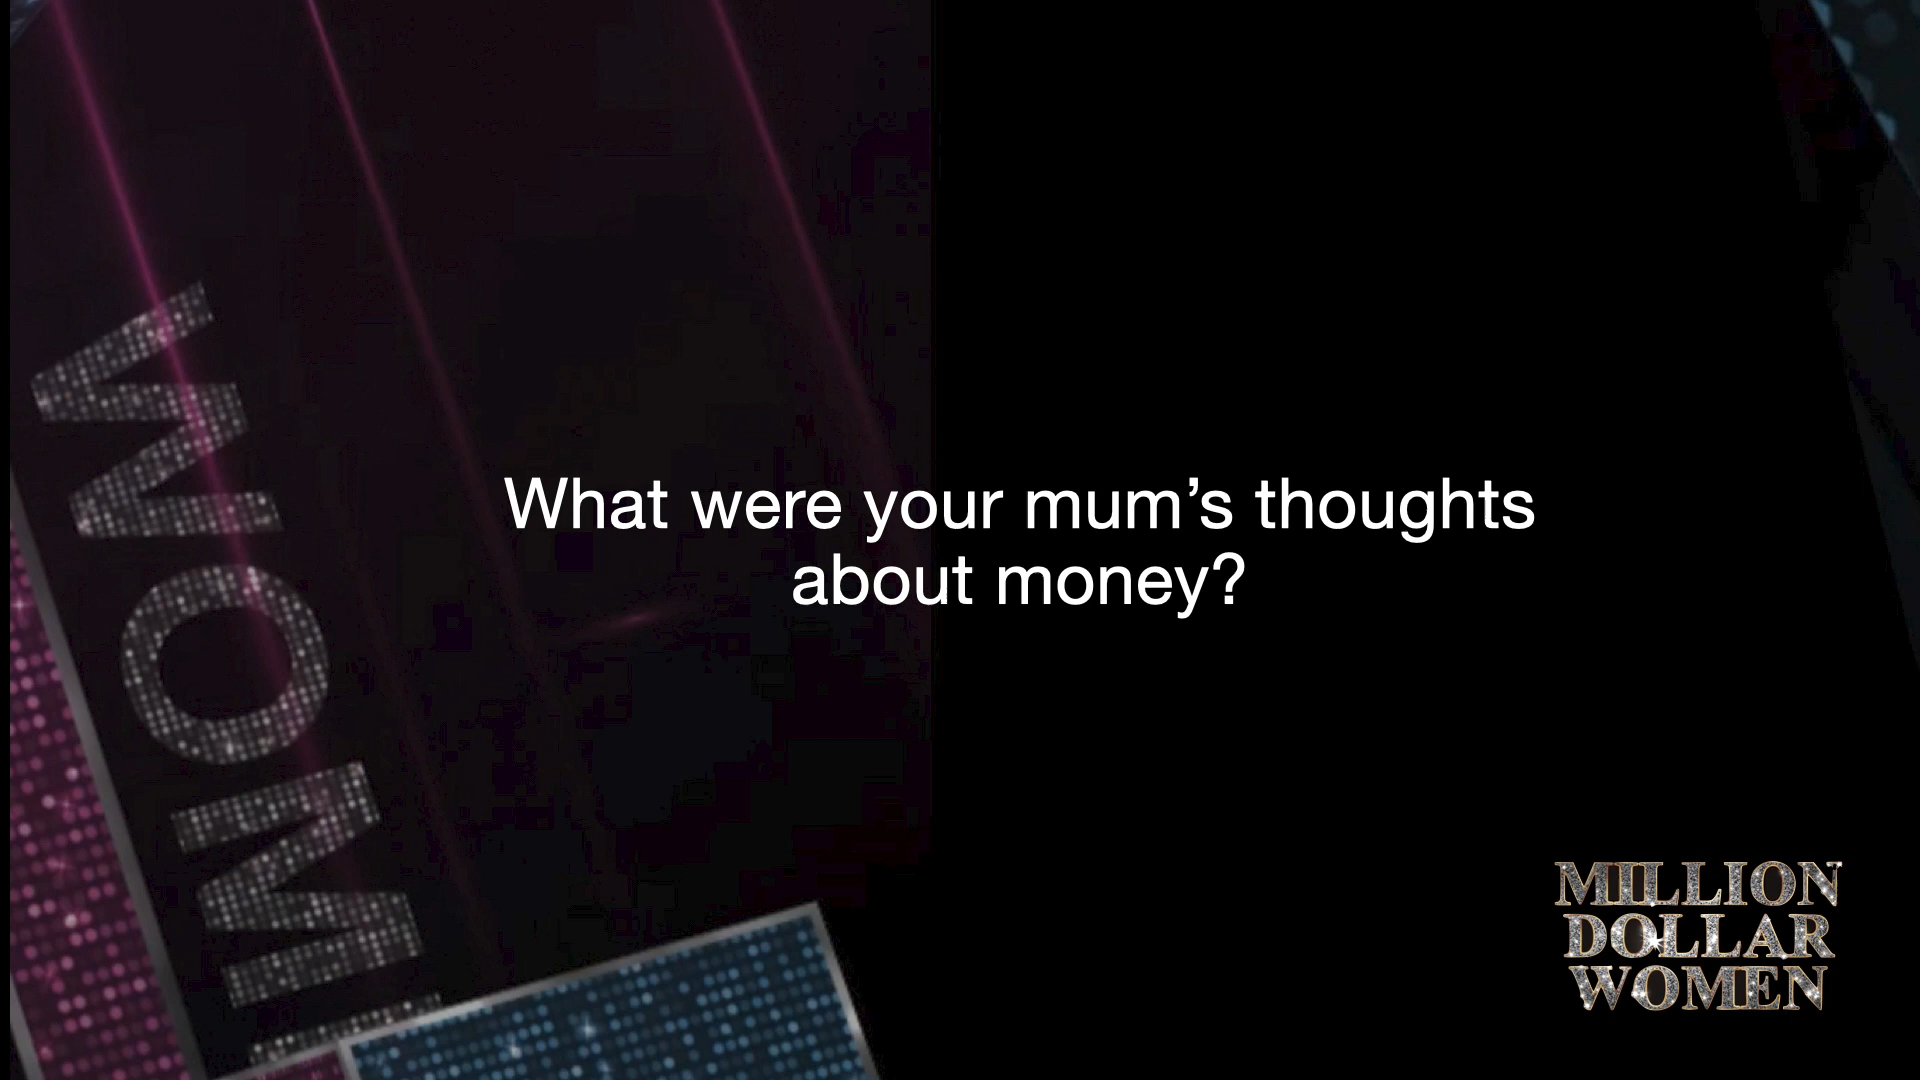 What were your mum’s thoughts
about money?
WOM
MILLION
DOLLAR
WOMEN